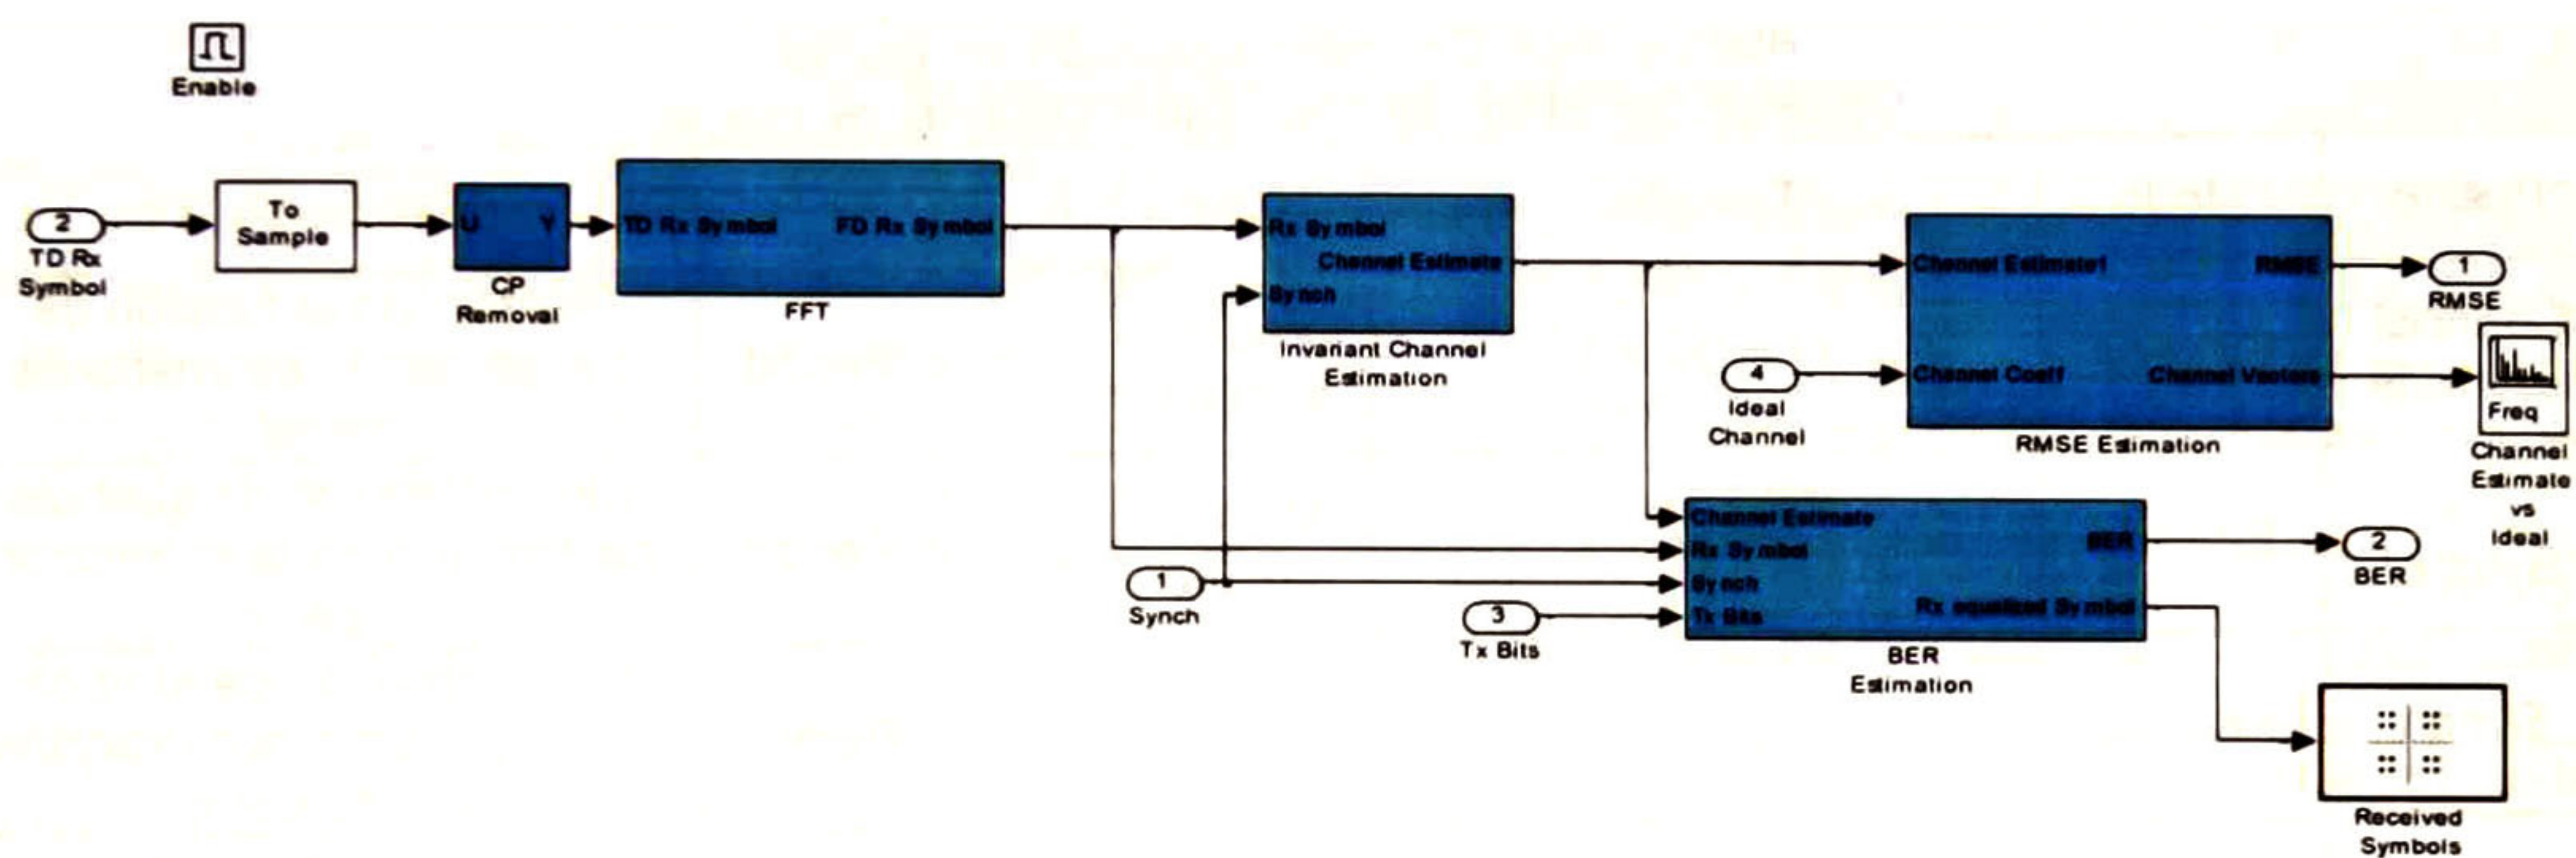 Enable
2
TD Rx
Symbol
To
Sample
U Y
CP
Removal
TD Rx Symbol FD Rx Symbol
FFT
Rx Symbol
Channel Estimate
Synch
Invariant Channel
Estimation
Channel Estimate1 RMSE
Channel Coeff Channel Vectors
RMSE Estimation
4
Ideal
Channel
1
RMSE
Freq
Channel
Estimate
vs
Ideal
Channel Estimate
Rx Symbol
Synch
Tx Bits
BER
Rx equalized Symbol
BER
Estimation
1
Synch
3
Tx Bits
2
BER
Received
Symbols